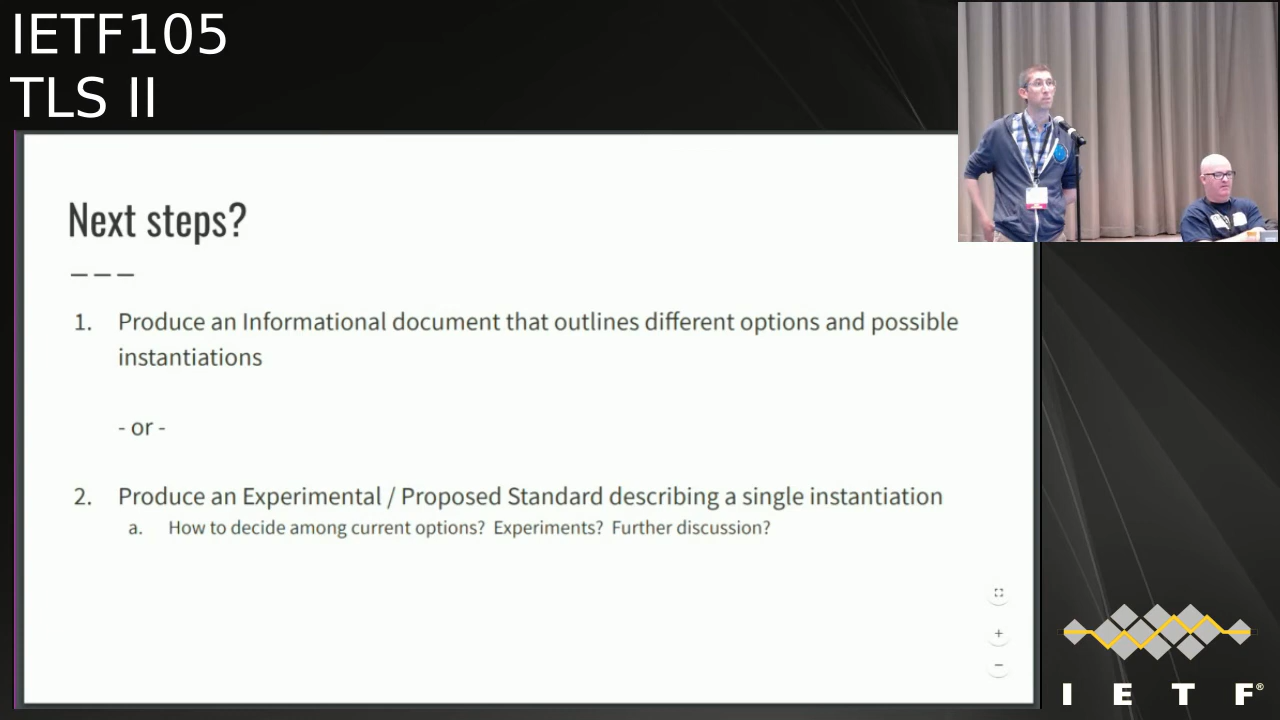 IETF105
TLS II
Next steps?
1. Produce an Informational document that outlines different options and possible
instantiations
- or -
2. Produce an Experimental / Proposed Standard describing a single instantiation
a. How to decide among current options? Experiments? Further discussion?
I E T F®